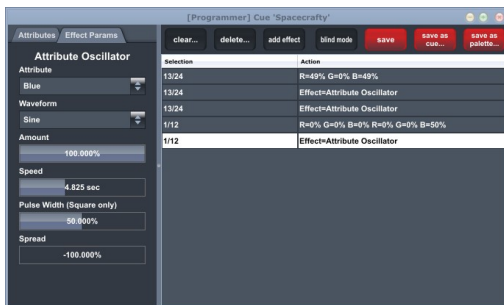 [Programmer] Cue 'Spacecrafty'
Attributes Effect Params
Attribute Oscillator
Attribute
Blue
Waveform
Sine
Amount
100.000%
Speed
4.825 sec
Pulse Width (Square only)
50.000%
Spread
-100.000%
clear... delete... add effect blind mode save save as cue... save as palette...
Selection Action
13/24 R=49% G=0% B=49%
13/24 Effect=Attribute Oscillator
13/24 Effect=Attribute Oscillator
1/12 R=0% G=0% B=0% R=0% G=0% B=50%
1/12 Effect=Attribute Oscillator